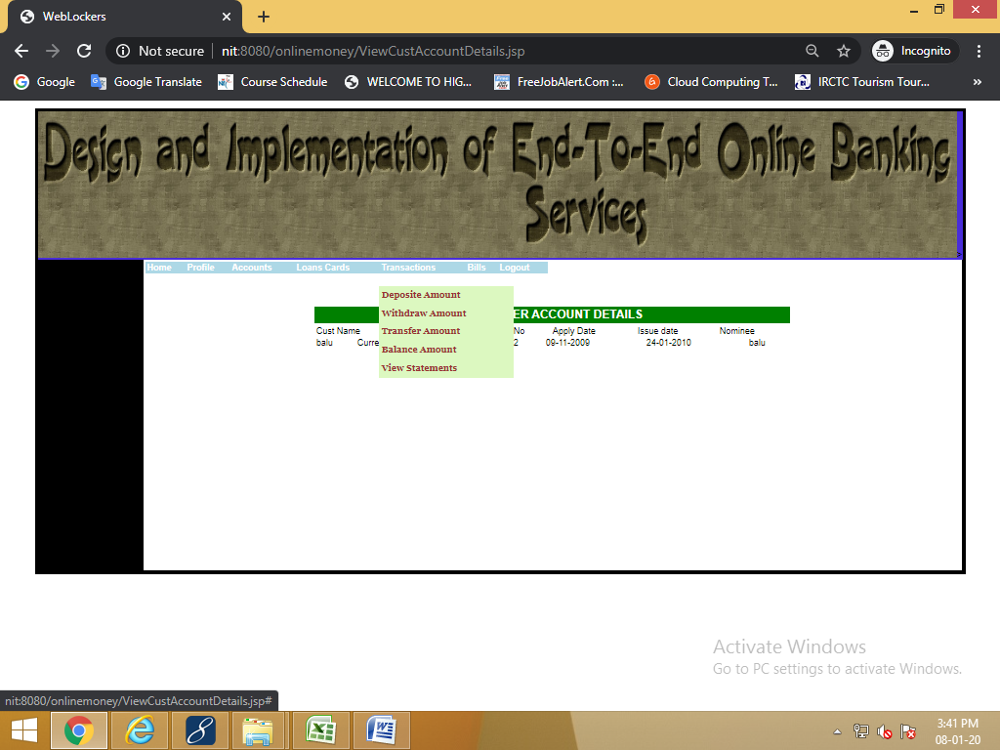 WebLockers
Not secure nit:8080/onlinemoney/ViewCustAccountDetails.jsp Incognito
Google Google Translate Course Schedule WELCOME TO HIG... FreeJobAlert.Com :... Cloud Computing T... IRCTC Tourism Tour... »
Design and Implementation of End-To-End Online Banking
Services
Home Profile Accounts Loans Cards Transactions Bills Logout
Deposite Amount
Withdraw Amount
Transfer Amount
Balance Amount
View Statements
ER ACCOUNT DETAILS
Cust Name No Apply Date Issue date Nominee
balu Curre 2 09-11-2009 24-01-2010 balu
Activate Windows
Go to PC settings to activate Windows.
nit:8080/onlinemoney/ViewCustAccountDetails.jsp#
3:41 PM
08-01-20